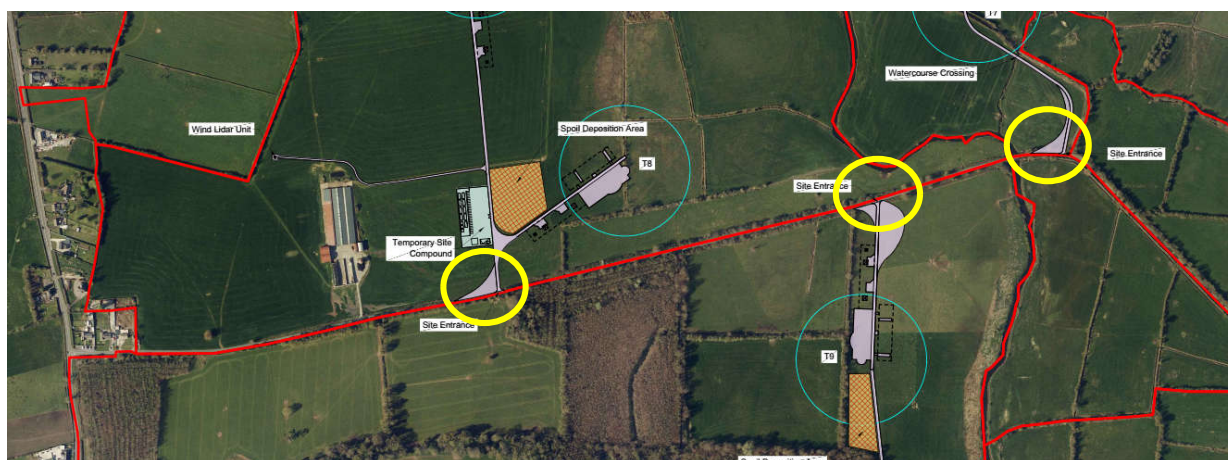 T7
Watercourse Crossing
Wind Lidar Unit
Spoil Deposition Area
T8
Site Entrance
Site Entrance
Temporary Site
Compound
Site Entrance
T9